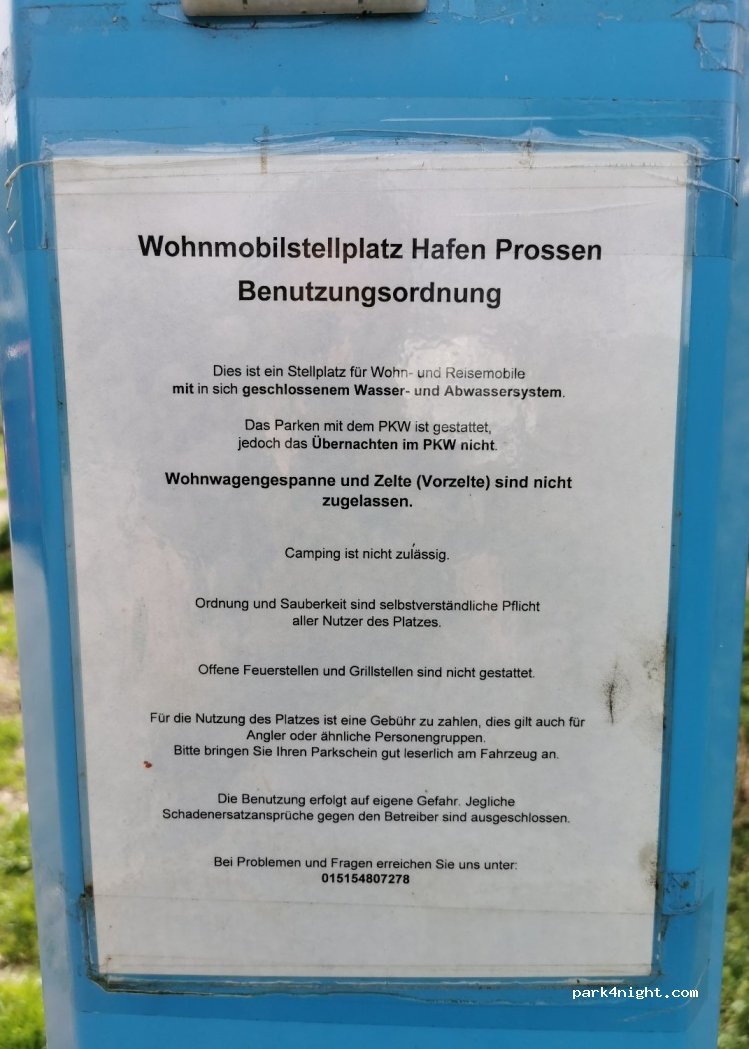 Wohnmobilstellplatz Hafen Prossen
Benutzungsordnung
Dies ist ein Stellplatz für Wohn- und Reisemobile
mit in sich geschlossenem Wasser- und Abwassersystem.
Das Parken mit dem PKW ist gestattet,
jedoch das Übernachten im PKW nicht.
Wohnwagengespanne und Zelte (Vorzelte) sind nicht
zugelassen.
Camping ist nicht zulässig.
Ordnung und Sauberkeit sind selbstverständliche Pflicht
aller Nutzer des Platzes.
Offene Feuerstellen und Grillstellen sind nicht gestattet.
Für die Nutzung des Platzes ist eine Gebühr zu zahlen, dies gilt auch für
Angler oder ähnliche Personengruppen.
Bitte bringen Sie Ihren Parkschein gut leserlich am Fahrzeug an.
Die Benutzung erfolgt auf eigene Gefahr. Jegliche
Schadenersatzansprüche gegen den Betreiber sind ausgeschlossen.
Bei Problemen und Fragen erreichen Sie uns unter:
015154807278
park4night.com